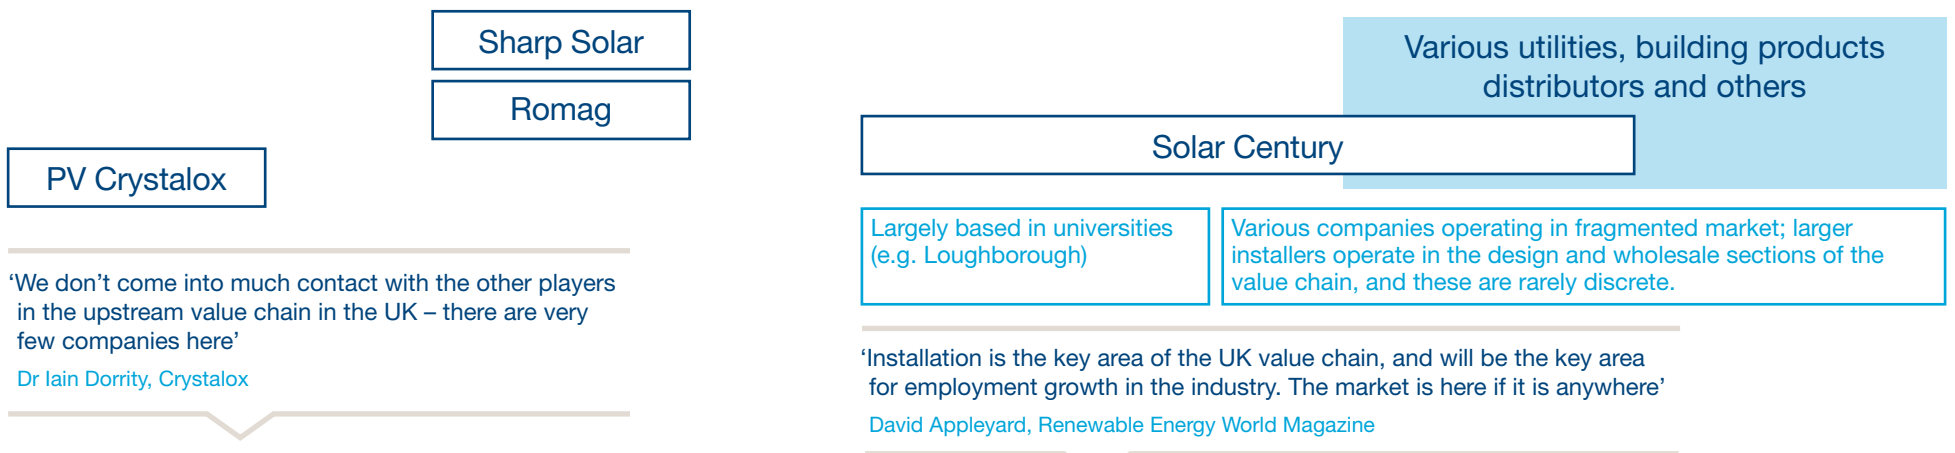 Sharp Solar
Romag
PV Crystalox
‘We don’t come into much contact with the other players
in the upstream value chain in the UK – there are very
few companies here’
Dr Iain Dorrity, Crystalox
Various utilities, building products
distributors and others
Solar Century
Largely based in universities
(e.g. Loughborough)
Various companies operating in fragmented market; larger
installers operate in the design and wholesale sections of the
value chain, and these are rarely discrete.
‘Installation is the key area of the UK value chain, and will be the key area
for employment growth in the industry. The market is here if it is anywhere’
David Appleyard, Renewable Energy World Magazine